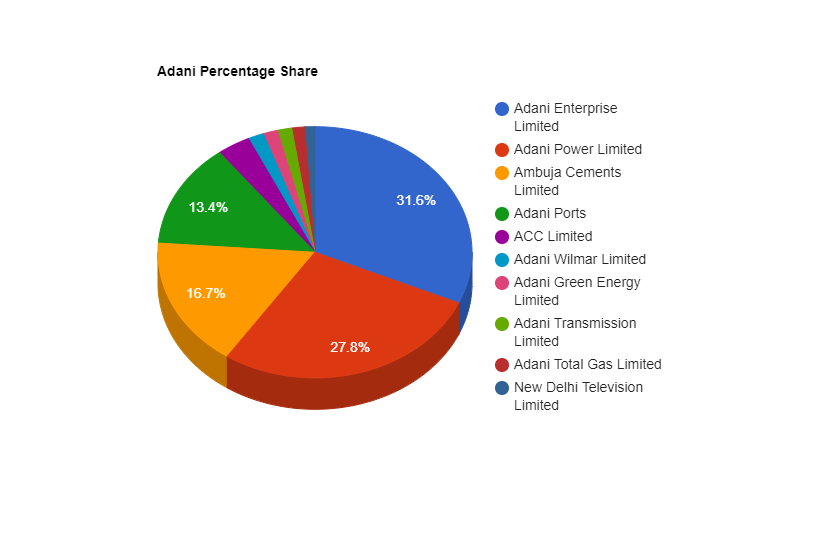 Adani Percentage Share
31.6%
27.8%
16.7%
13.4%
Adani Enterprise
Limited
Adani Power Limited
Ambuja Cements
Limited
Adani Ports
ACC Limited
Adani Wilmar Limited
Adani Green Energy
Limited
Adani Transmission
Limited
Adani Total Gas Limited
New Delhi Television
Limited